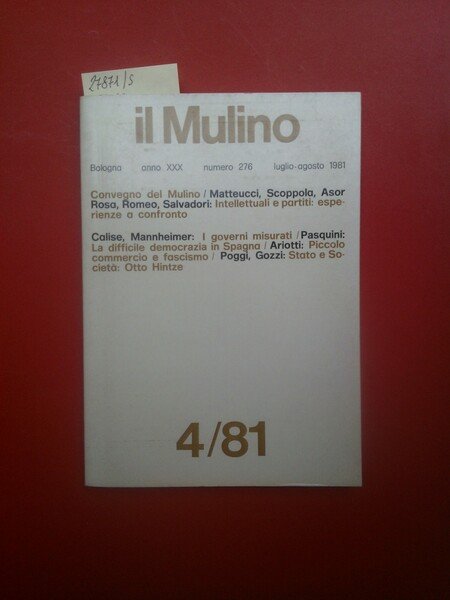 27871/s
il Mulino
Bologna anno XXX numero 276 luglio-agosto 1981
Convegno del Mulino / Matteucci, Scoppola, Asor
Rosa, Romeo, Salvadori: Intellettuali e partiti: espe-
rienze a confronto
Calise, Mannheimer: I governi misurati / Pasquini:
La difficile democrazia in Spagna / Ariotti: Piccolo
commercio e fascismo / Poggi, Gozzi: Stato e So-
cietà: Otto Hintze
4/81